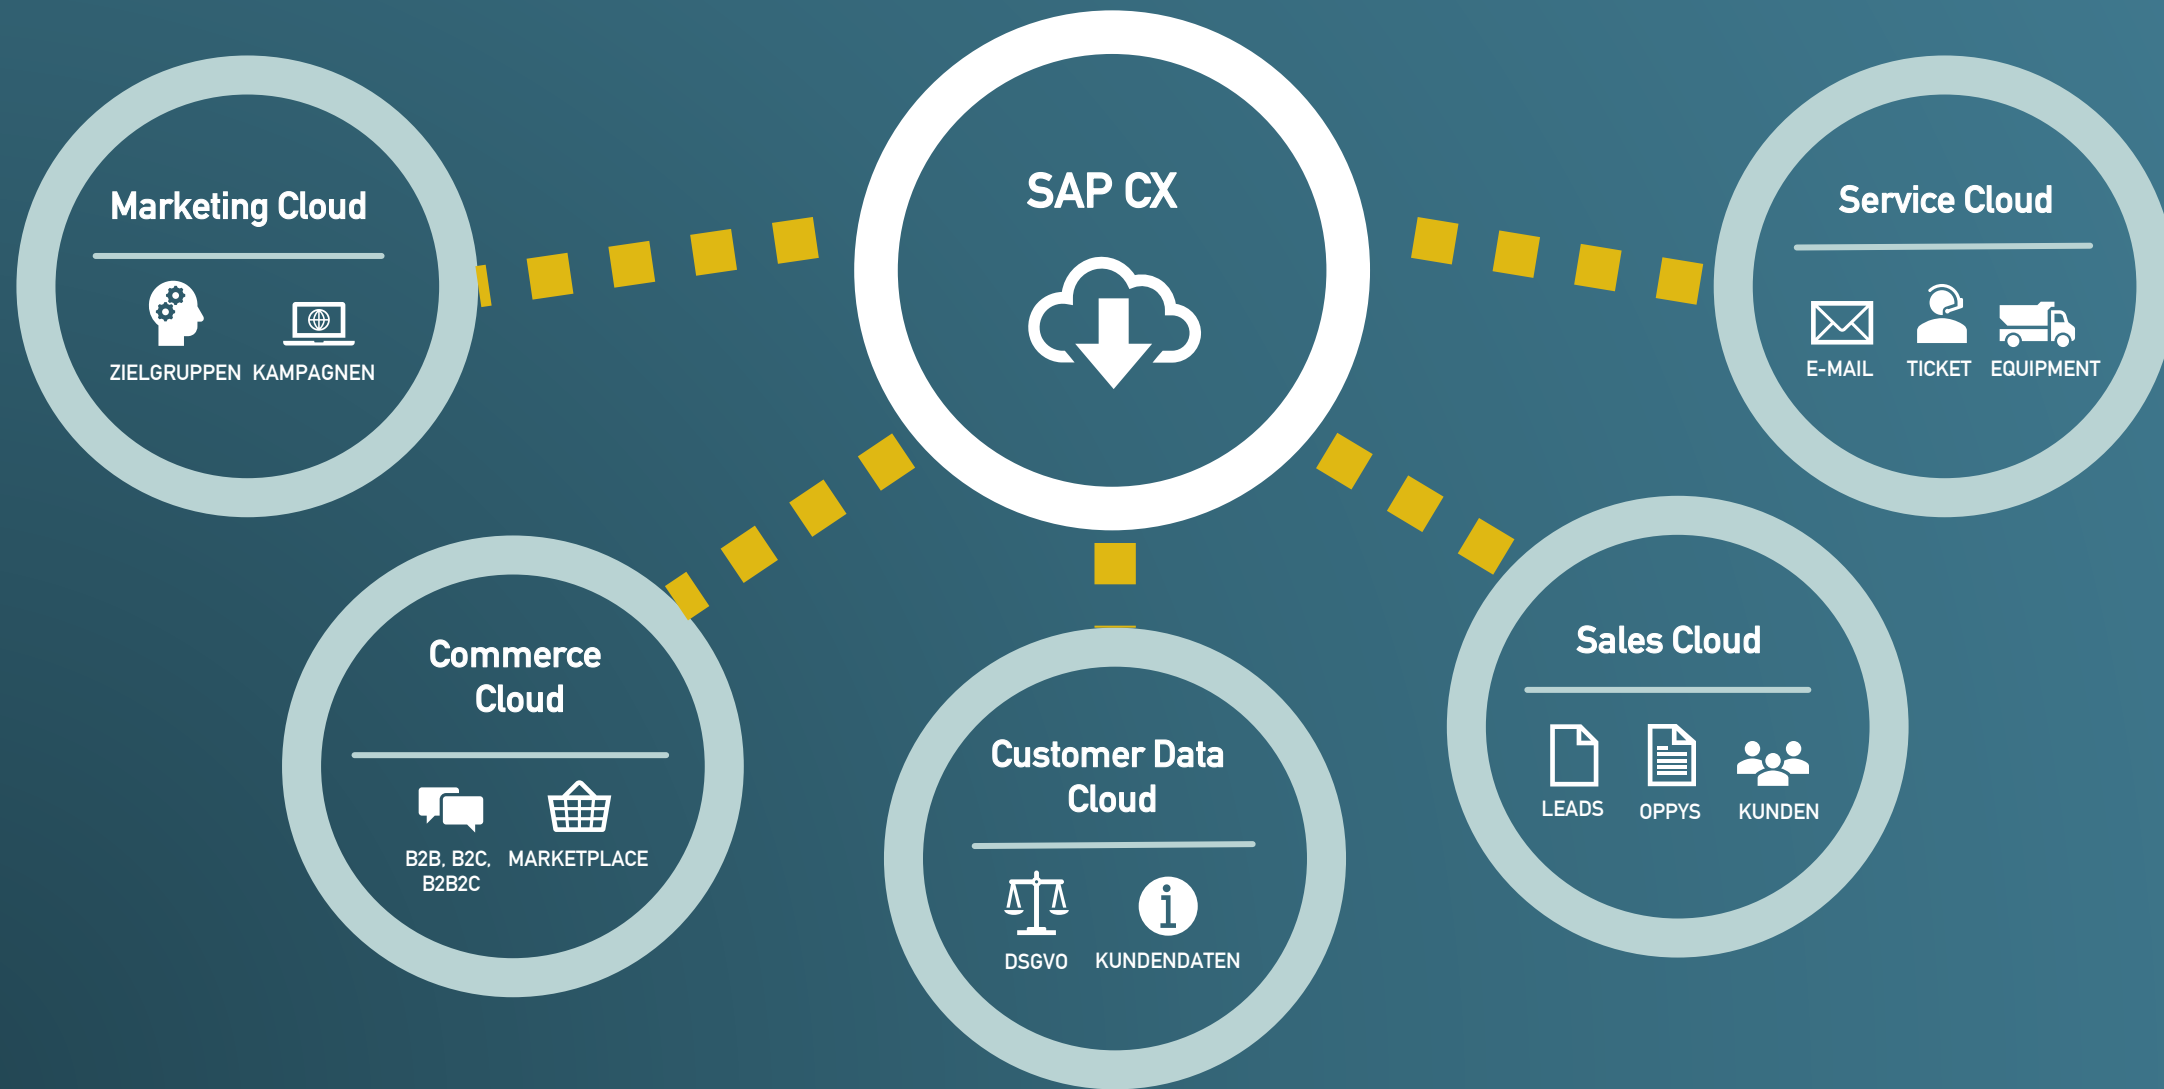 SAP CX
Marketing Cloud
ZIELGRUPPEN KAMPAGNEN
Commerce
Cloud
B2B, B2C, MARKETPLACE
B2B2C
Customer Data
Cloud
DSGVO KUNDENDATEN
Sales Cloud
LEADS OPPYS KUNDEN
Service Cloud
E-MAIL TICKET EQUIPMENT